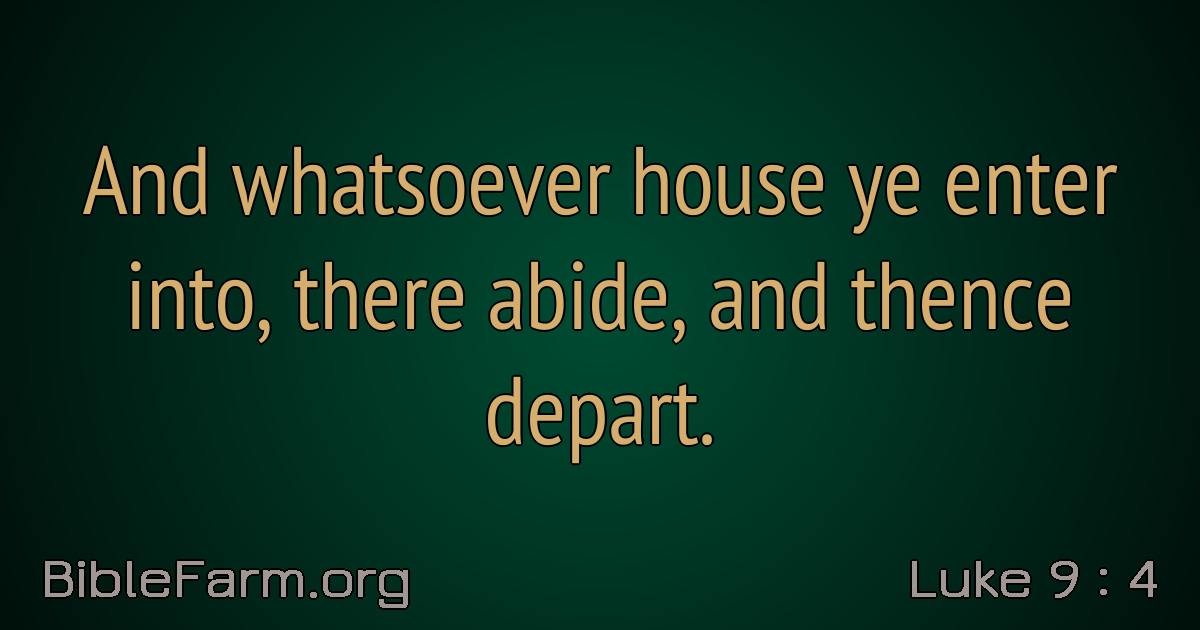 And whatsoever house ye enter
into, there abide, and thence
depart.
BibleFarm.org
Luke 9 : 4